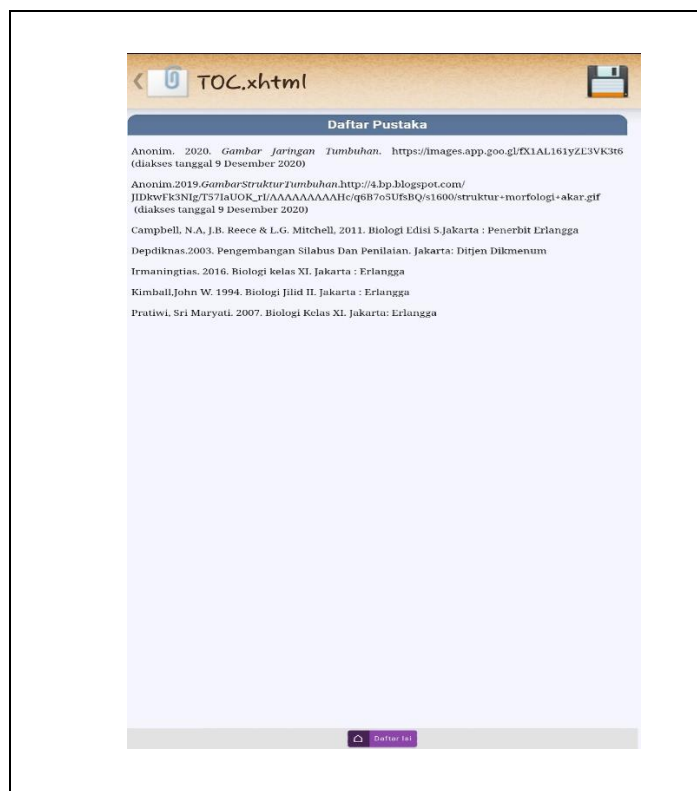 TOC.xhtml
Daftar Pustaka
Anonim. 2020. Gambar Jaringan Tumbuhan. https://images.app.goo.gl/fX1AL161yZE3VK3t6
(diakses tanggal 9 Desember 2020)
Anonim.2019.GambarStrukturTumbuhan.http://4.bp.blogspot.com/
JIDkwFk3NIg/T57IaUOK_rI/AAAAAAAAAHc/q6B7o5UfsBQ/s1600/struktur+morfologi+akar.gif
(diakses tanggal 9 Desember 2020)
Campbell, N.A, J.B. Reece & L.G. Mitchell, 2011. Biologi Edisi 5.Jakarta : Penerbit Erlangga
Depdiknas.2003. Pengembangan Silabus Dan Penilaian. Jakarta: Ditjen Dikmenum
Irmaningtias. 2016. Biologi kelas XI. Jakarta : Erlangga
Kimball,John W. 1994. Biologi Jilid II. Jakarta : Erlangga
Pratiwi, Sri Maryati. 2007. Biologi Kelas XI. Jakarta: Erlangga
Daftar Isi